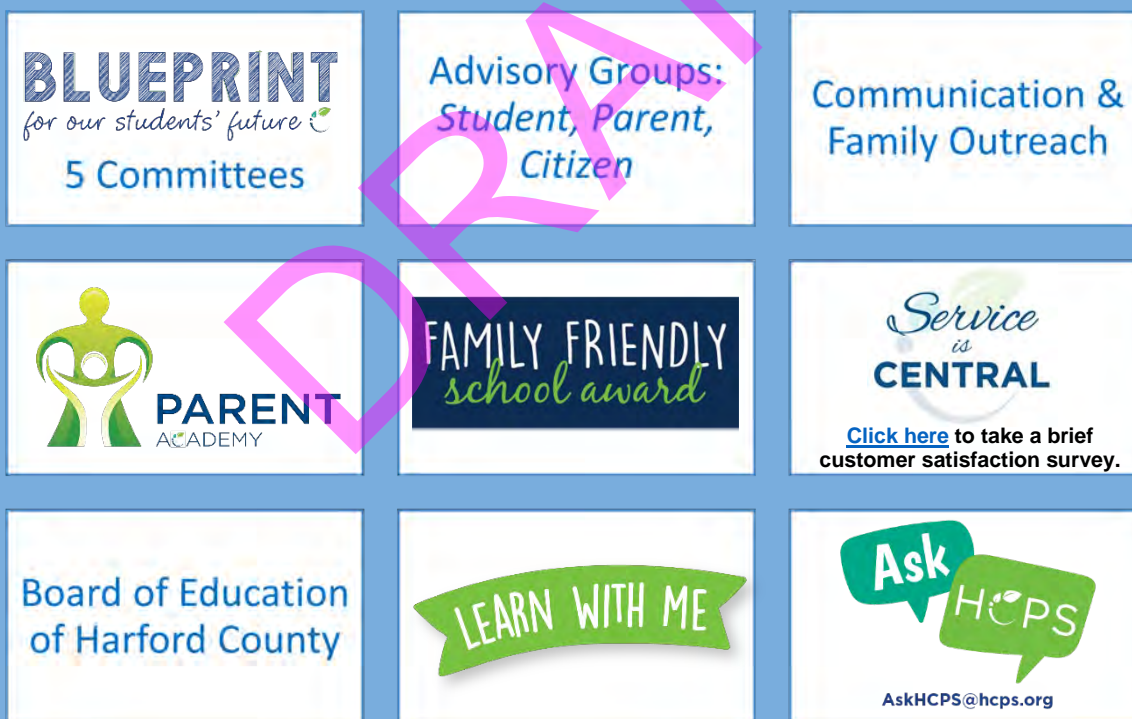 BLUEPRINT
for our students' future
5 Committees
Advisory Groups:
Student, Parent,
Citizen
Communication &
Family Outreach
PARENT
ACADEMY
FAMILY FRIENDLY
school award
Service
is
CENTRAL
Click here to take a brief
customer satisfaction survey.
Board of Education
of Harford County
LEARN WITH ME
Ask
HCPS
AskHCPS@hcps.org